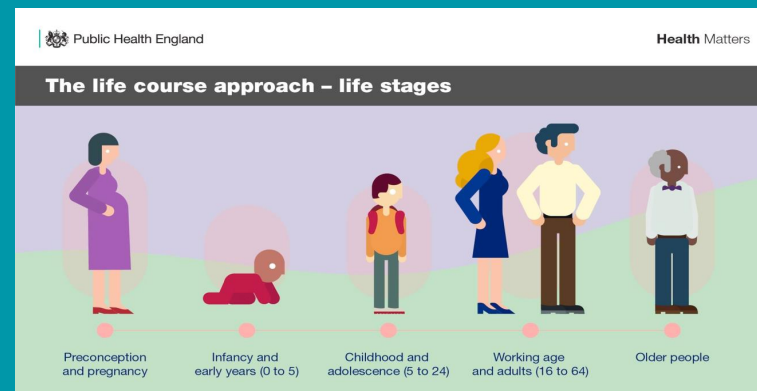 Public Health England
Health Matters
The life course approach – life stages
Preconception
and pregnancy
Infancy and
early years (0 to 5)
Childhood and
adolescence (5 to 24)
Working age
and adults (16 to 64)
Older people